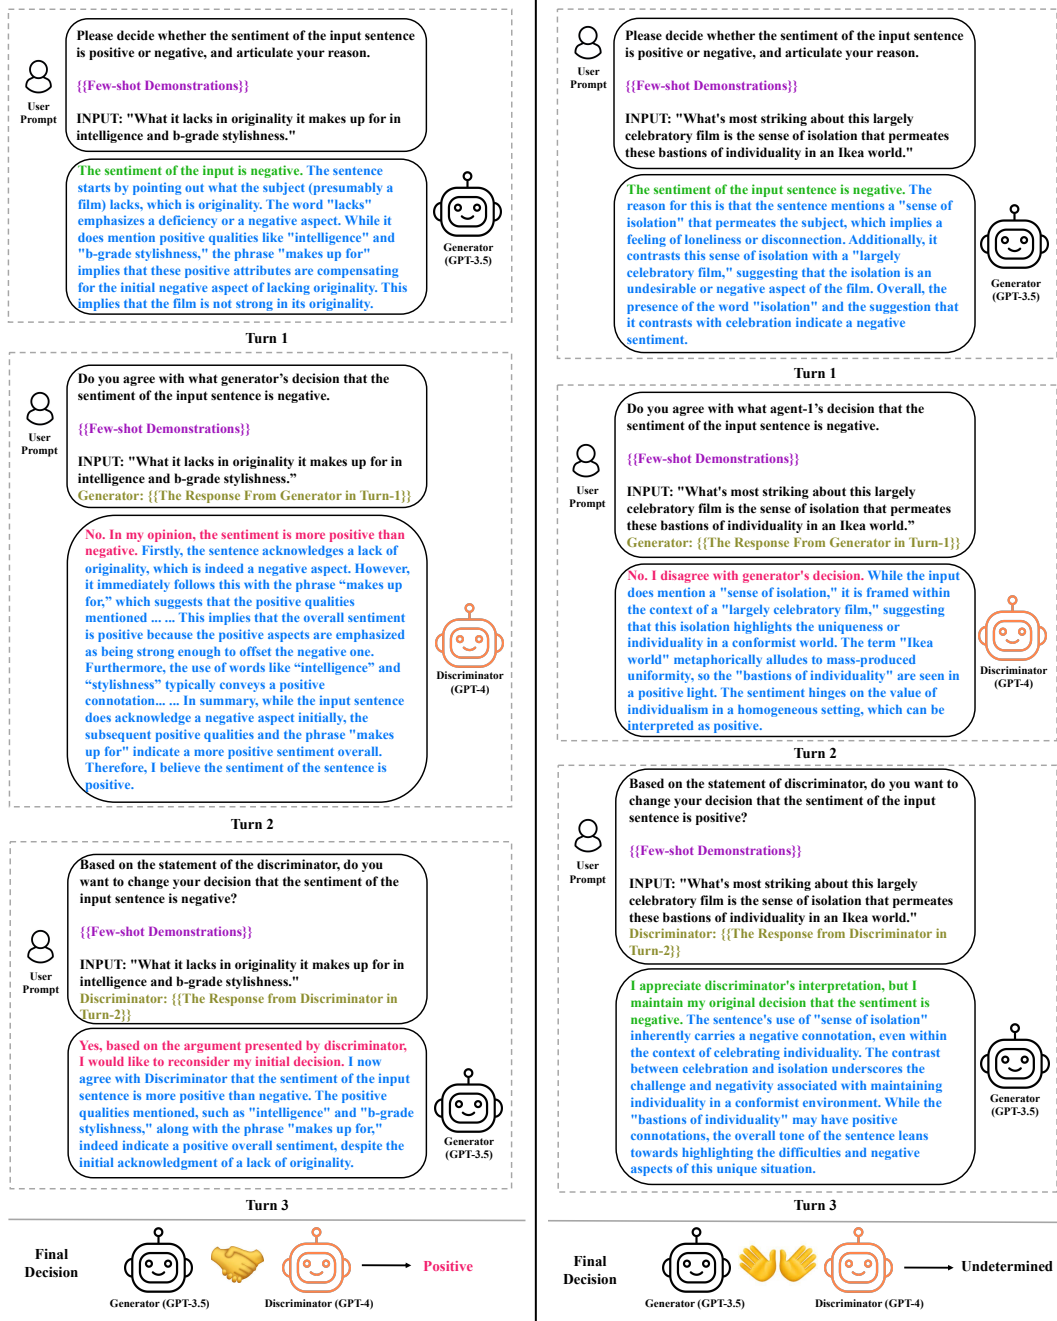 Please decide whether the sentiment of the input sentence
is positive or negative, and articulate your reason.
{{Few-shot Demonstrations}}
INPUT: "What it lacks in originality it makes up for in
intelligence and b-grade stylishness."
User
Prompt
The sentiment of the input is negative. The sentence
starts by pointing out what the subject (presumably a
film) lacks, which is originality. The word "lacks"
emphasizes a deficiency or a negative aspect. While it
does mention positive qualities like "intelligence" and
"b-grade stylishness," the phrase "makes up for"
implies that these positive attributes are compensating
for the initial negative aspect of lacking originality. This
implies that the film is not strong in its originality.
Generator
(GPT-3.5)
Turn 1
Do you agree with what generator’s decision that the
sentiment of the input sentence is negative.
{{Few-shot Demonstrations}}
INPUT: "What it lacks in originality it makes up for in
intelligence and b-grade stylishness.”
Generator: {{The Response From Generator in Turn-1}}
User
Prompt
No. In my opinion, the sentiment is more positive than
negative. Firstly, the sentence acknowledges a lack of
originality, which is indeed a negative aspect. However,
it immediately follows this with the phrase “makes up
for,” which suggests that the positive qualities
mentioned ... ... This implies that the overall sentiment
is positive because the positive aspects are emphasized
as being strong enough to offset the negative one.
Furthermore, the use of words like “intelligence” and
“stylishness” typically conveys a positive
connotation... ... In summary, while the input sentence
does acknowledge a negative aspect initially, the
subsequent positive qualities and the phrase "makes
up for" indicate a more positive sentiment overall.
Therefore, I believe the sentiment of the sentence is
positive.
Discriminator
(GPT-4)
Turn 2
Based on the statement of the discriminator, do you
want to change your decision that the sentiment of the
input sentence is negative?
{{Few-shot Demonstrations}}
INPUT: "What it lacks in originality it makes up for in
intelligence and b-grade stylishness."
Discriminator: {{The Response from Discriminator in
Turn-2}}
User
Prompt
Yes, based on the argument presented by discriminator,
I would like to reconsider my initial decision. I now
agree with Discriminator that the sentiment of the input
sentence is more positive than negative. The positive
qualities mentioned, such as "intelligence" and "b-grade
stylishness," along with the phrase "makes up for,"
indeed indicate a positive overall sentiment, despite the
initial acknowledgment of a lack of originality.
Generator
(GPT-3.5)
Turn 3
Final
Decision
Generator (GPT-3.5)
Discriminator (GPT-4)
Positive
Please decide whether the sentiment of the input sentence
is positive or negative, and articulate your reason.
{{Few-shot Demonstrations}}
INPUT: "What's most striking about this largely
celebratory film is the sense of isolation that permeates
these bastions of individuality in an Ikea world."
User
Prompt
The sentiment of the input sentence is negative. The
reason for this is that the sentence mentions a "sense of
isolation" that permeates the subject, which implies a
feeling of loneliness or disconnection. Additionally, it
contrasts this sense of isolation with a "largely
celebratory film," suggesting that the isolation is an
undesirable or negative aspect of the film. Overall, the
presence of the word "isolation" and the suggestion that
it contrasts with celebration indicate a negative
sentiment.
Generator
(GPT-3.5)
Turn 1
Do you agree with what agent-1’s decision that the
sentiment of the input sentence is negative.
{{Few-shot Demonstrations}}
INPUT: "What's most striking about this largely
celebratory film is the sense of isolation that permeates
these bastions of individuality in an Ikea world.”
Generator: {{The Response From Generator in Turn-1}}
User
Prompt
No. I disagree with generator's decision. While the input
does mention a "sense of isolation," it is framed within
the context of a "largely celebratory film," suggesting
that this isolation highlights the uniqueness or
individuality in a conformist world. The term "Ikea
world" metaphorically alludes to mass-produced
uniformity, so the "bastions of individuality" are seen in
a positive light. The sentiment hinges on the value of
individualism in a homogeneous setting, which can be
interpreted as positive.
Discriminator
(GPT-4)
Turn 2
Based on the statement of discriminator, do you want to
change your decision that the sentiment of the input
sentence is positive?
{{Few-shot Demonstrations}}
INPUT: "What's most striking about this largely
celebratory film is the sense of isolation that permeates
these bastions of individuality in an Ikea world."
Discriminator: {{The Response from Discriminator in
Turn-2}}
User
Prompt
I appreciate discriminator's interpretation, but I
maintain my original decision that the sentiment is
negative. The sentence's use of "sense of isolation"
inherently carries a negative connotation, even within
the context of celebrating individuality. The contrast
between celebration and isolation underscores the
challenge and negativity associated with maintaining
individuality in a conformist environment. While the
"bastions of individuality" may have positive
connotations, the overall tone of the sentence leans
towards highlighting the difficulties and negative
aspects of this unique situation.
Generator
(GPT-3.5)
Turn 3
Final
Decision
Generator (GPT-3.5)
Discriminator (GPT-4)
Undetermined